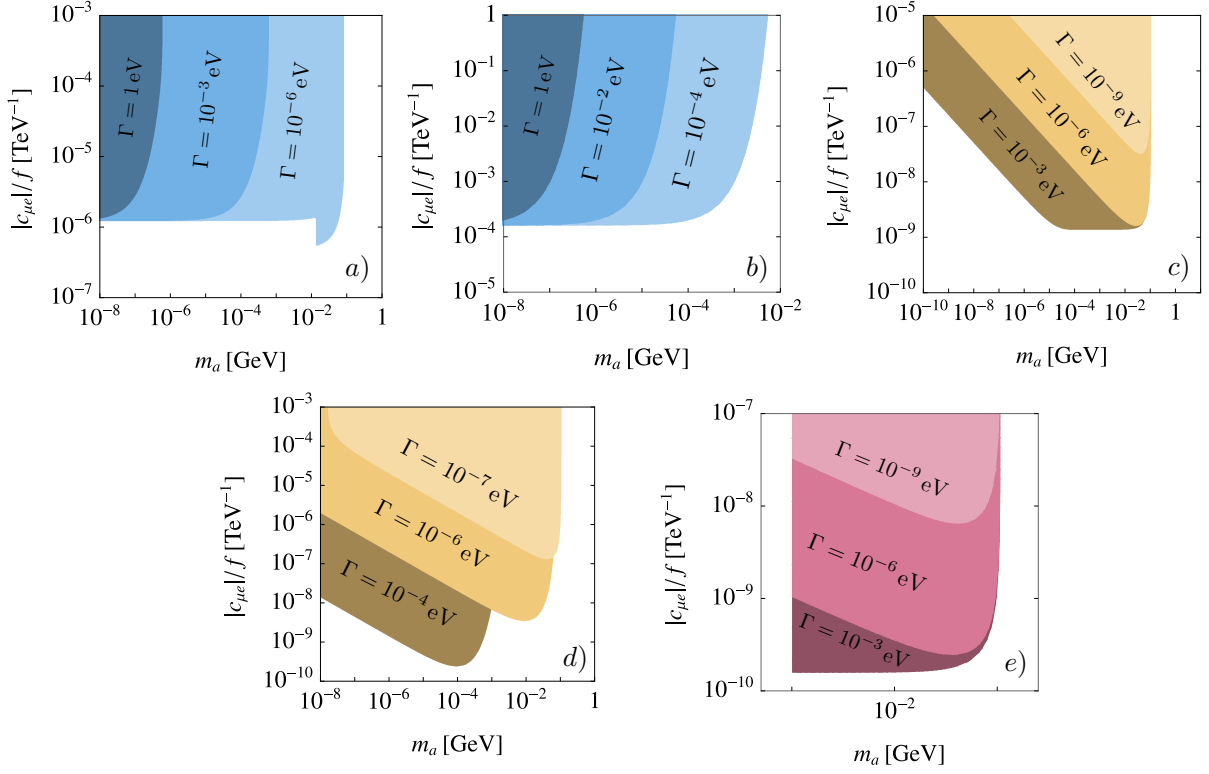 10⁻³
10⁻⁴
10⁻⁵
10⁻⁶
10⁻⁷
|c_μe|/f [TeV⁻¹]
Γ = 1 eV
Γ = 10⁻³ eV
Γ = 10⁻⁶ eV
a)
10⁻⁸ 10⁻⁶ 10⁻⁴ 10⁻² 1
m_a [GeV]
1
10⁻¹
10⁻²
10⁻³
10⁻⁴
10⁻⁵
|c_μe|/f [TeV⁻¹]
Γ = 1 eV
Γ = 10⁻² eV
Γ = 10⁻⁴ eV
b)
10⁻⁸ 10⁻⁶ 10⁻⁴ 10⁻²
m_a [GeV]
10⁻⁵
10⁻⁶
10⁻⁷
10⁻⁸
10⁻⁹
10⁻¹⁰
|c_μe|/f [TeV⁻¹]
Γ = 10⁻⁹ eV
Γ = 10⁻⁶ eV
Γ = 10⁻³ eV
c)
10⁻¹⁰ 10⁻⁸ 10⁻⁶ 10⁻⁴ 10⁻² 1
m_a [GeV]
10⁻³
10⁻⁴
10⁻⁵
10⁻⁶
10⁻⁷
10⁻⁸
10⁻⁹
10⁻¹⁰
|c_μe|/f [TeV⁻¹]
Γ = 10⁻⁷ eV
Γ = 10⁻⁶ eV
Γ = 10⁻⁴ eV
d)
10⁻⁸ 10⁻⁶ 10⁻⁴ 10⁻² 1
m_a [GeV]
10⁻⁷
10⁻⁸
10⁻⁹
10⁻¹⁰
|c_μe|/f [TeV⁻¹]
Γ = 10⁻⁹ eV
Γ = 10⁻⁶ eV
Γ = 10⁻³ eV
e)
10⁻²
m_a [GeV]